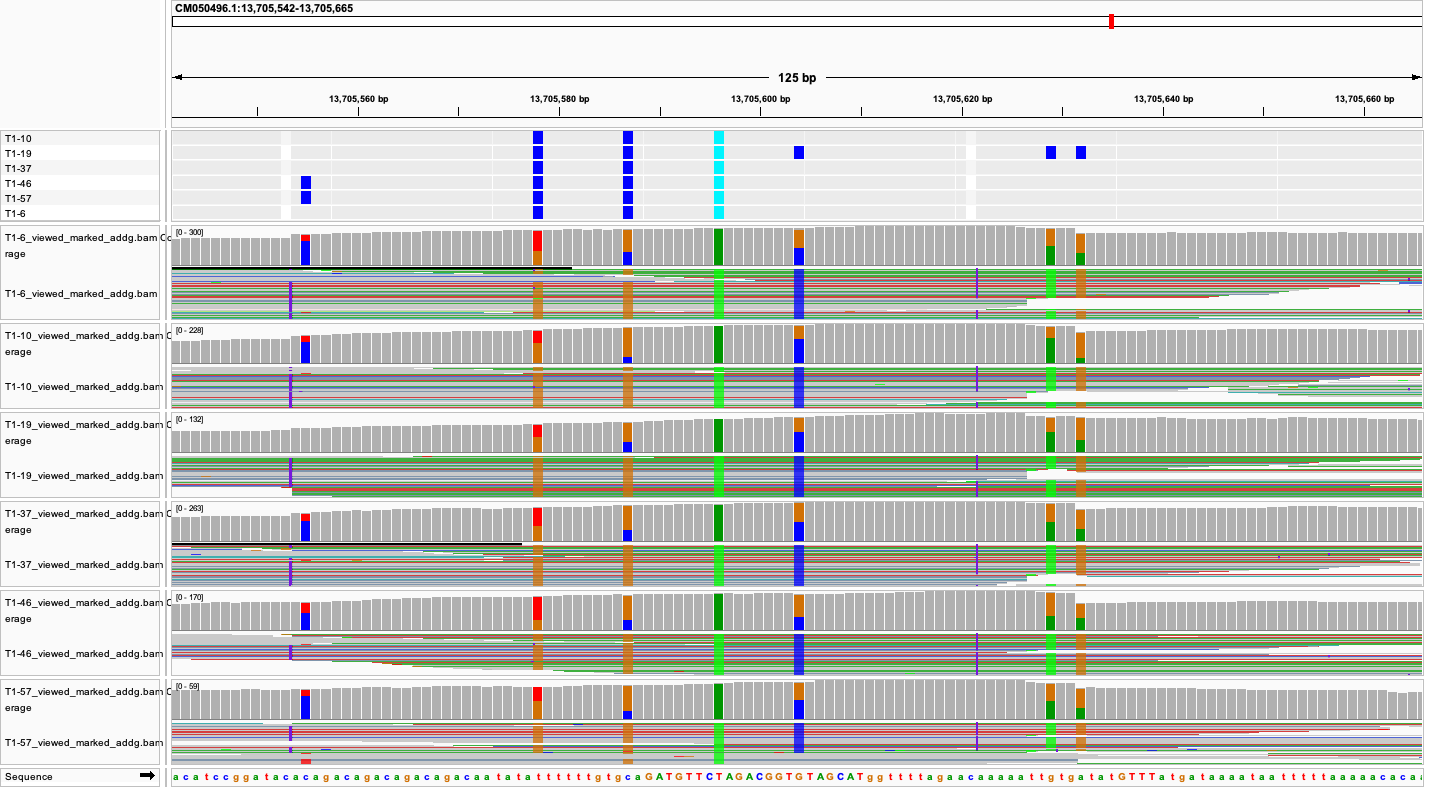 CM050496.1:13,705,542-13,705,665
125 bp
13,705,560 bp
13,705,580 bp
13,705,600 bp
13,705,620 bp
13,705,640 bp
13,705,660 bp
T1-10
T1-19
T1-37
T1-46
T1-57
T1-6
T1-6_viewed_marked_addg.bam Co
rage
[0 - 300]
T1-6_viewed_marked_addg.bam
T1-10_viewed_marked_addg.bam C
erage
[0 - 228]
T1-10_viewed_marked_addg.bam
T1-19_viewed_marked_addg.bam C
erage
[0 - 132]
T1-19_viewed_marked_addg.bam
T1-37_viewed_marked_addg.bam C
erage
[0 - 263]
T1-37_viewed_marked_addg.bam
T1-46_viewed_marked_addg.bam C
erage
[0 - 170]
T1-46_viewed_marked_addg.bam
T1-57_viewed_marked_addg.bam C
erage
[0 - 59]
T1-57_viewed_marked_addg.bam
Sequence
a c a t c c g g a t a c a c a g a c a g a c a g a c a g a c a a t a t a t t t t t t g t g c a G A T G T T C T A G A C G G T G T A G C A T g g t t t t a g a a c a a a a a t t g t g a t a t G T T T a t g a t a a a a t a a t t t t t a a a a a c a c a